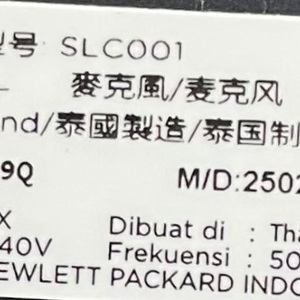 型号 SLC001
麥克風/麦克风
nd/泰國製造/泰国制
9Q M/D:2502
X Dibuat di : Tha
40V Frekuensi : 50
EWLETT PACKARD INDO